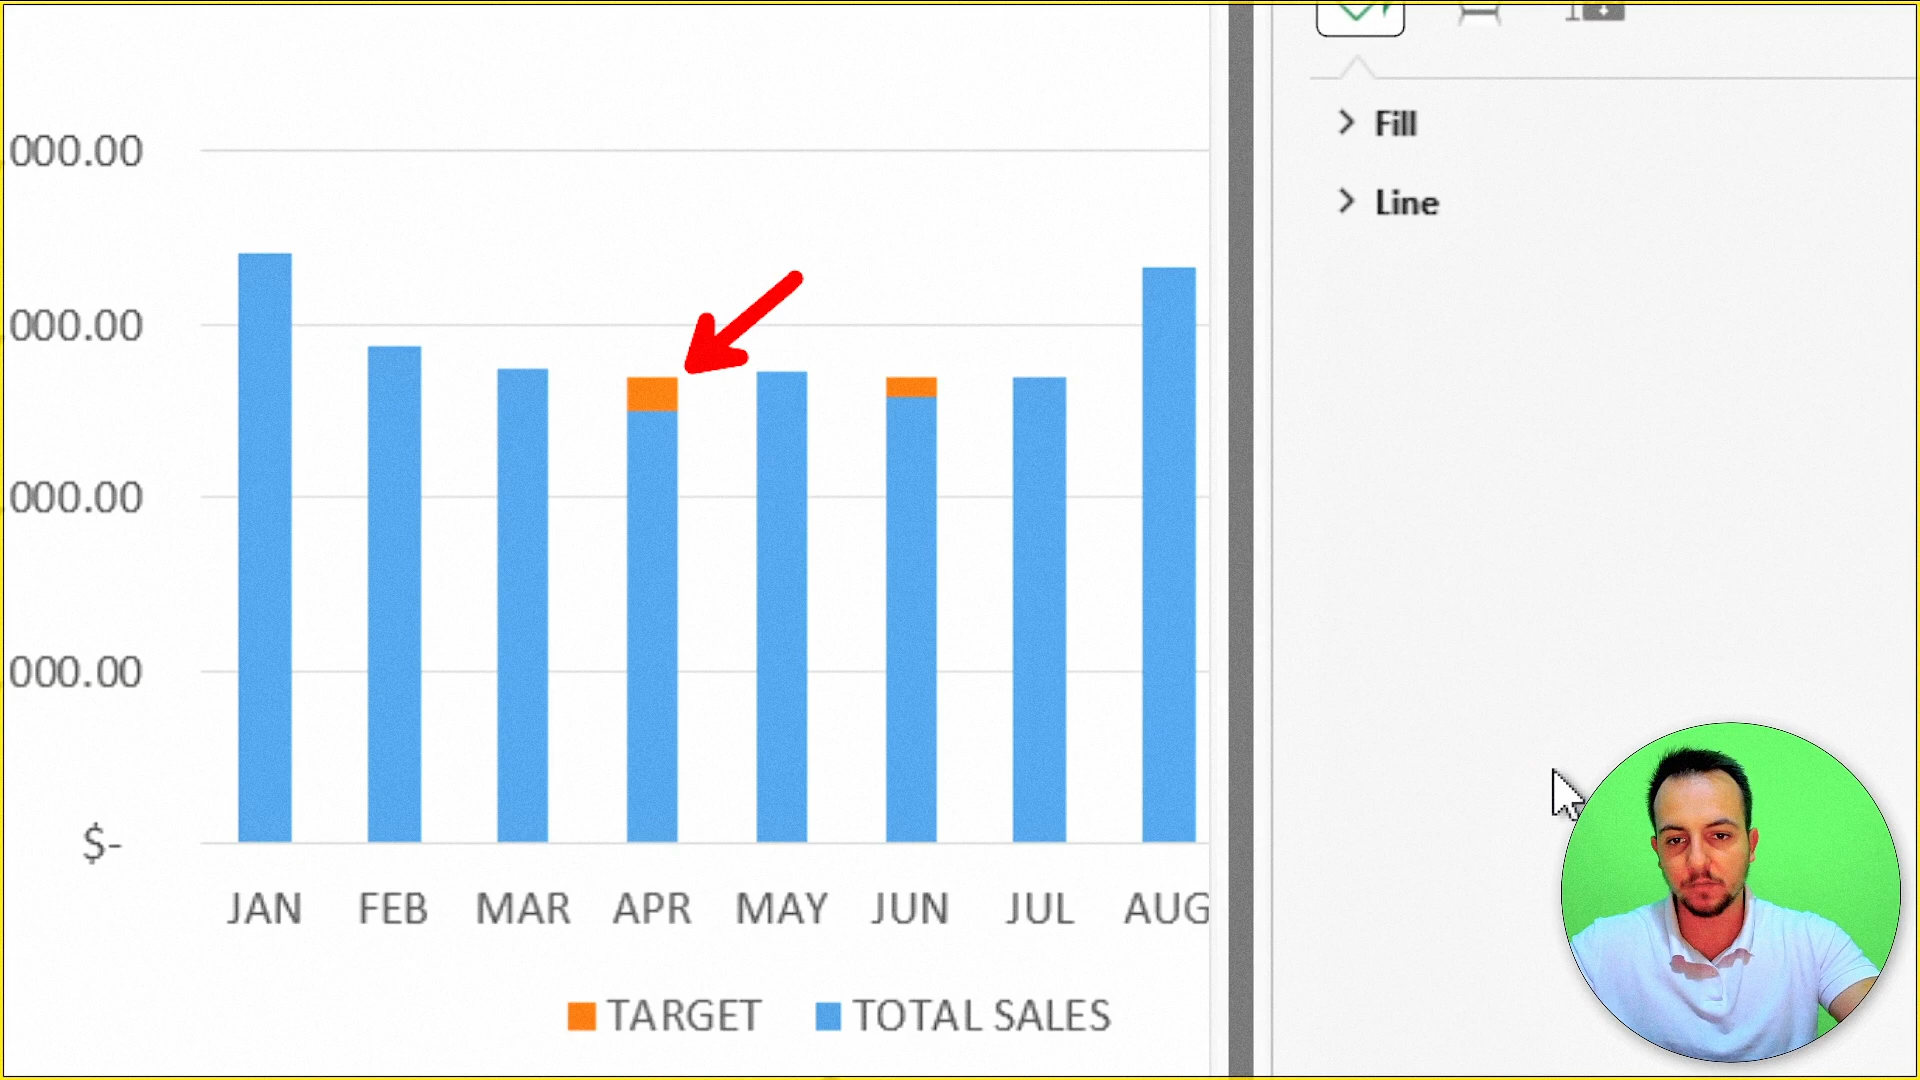 Fill
Line
000.00
000.00
000.00
000.00
$-
JAN FEB MAR APR MAY JUN JUL AUG
TARGET TOTAL SALES